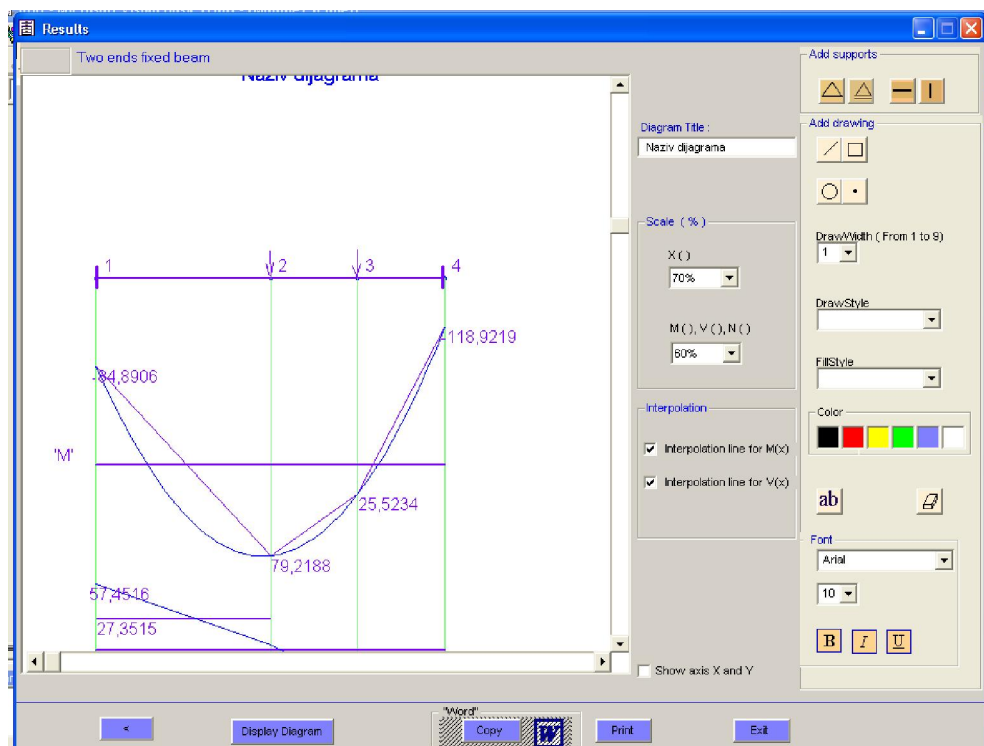 Results
Two ends fixed beam
Naziv dijagrama
1
2
3
4
-84,8906
-118,9219
'M'
25,5234
79,2188
57,4516
27,3515
Diagram Title :
Naziv dijagrama
Scale ( % )
X ( )
70%
M ( ), V ( ), N ( )
60%
Interpolation
Interpolation line for M(x)
Interpolation line for V(x)
Show axis X and Y
Add supports
Add drawing
DrawWidth ( From 1 to 9)
1
DrawStyle
FillStyle
Color
ab
Font
Arial
10
B I U
<
Display Diagram
"Word"
Copy
W
Print
Exit